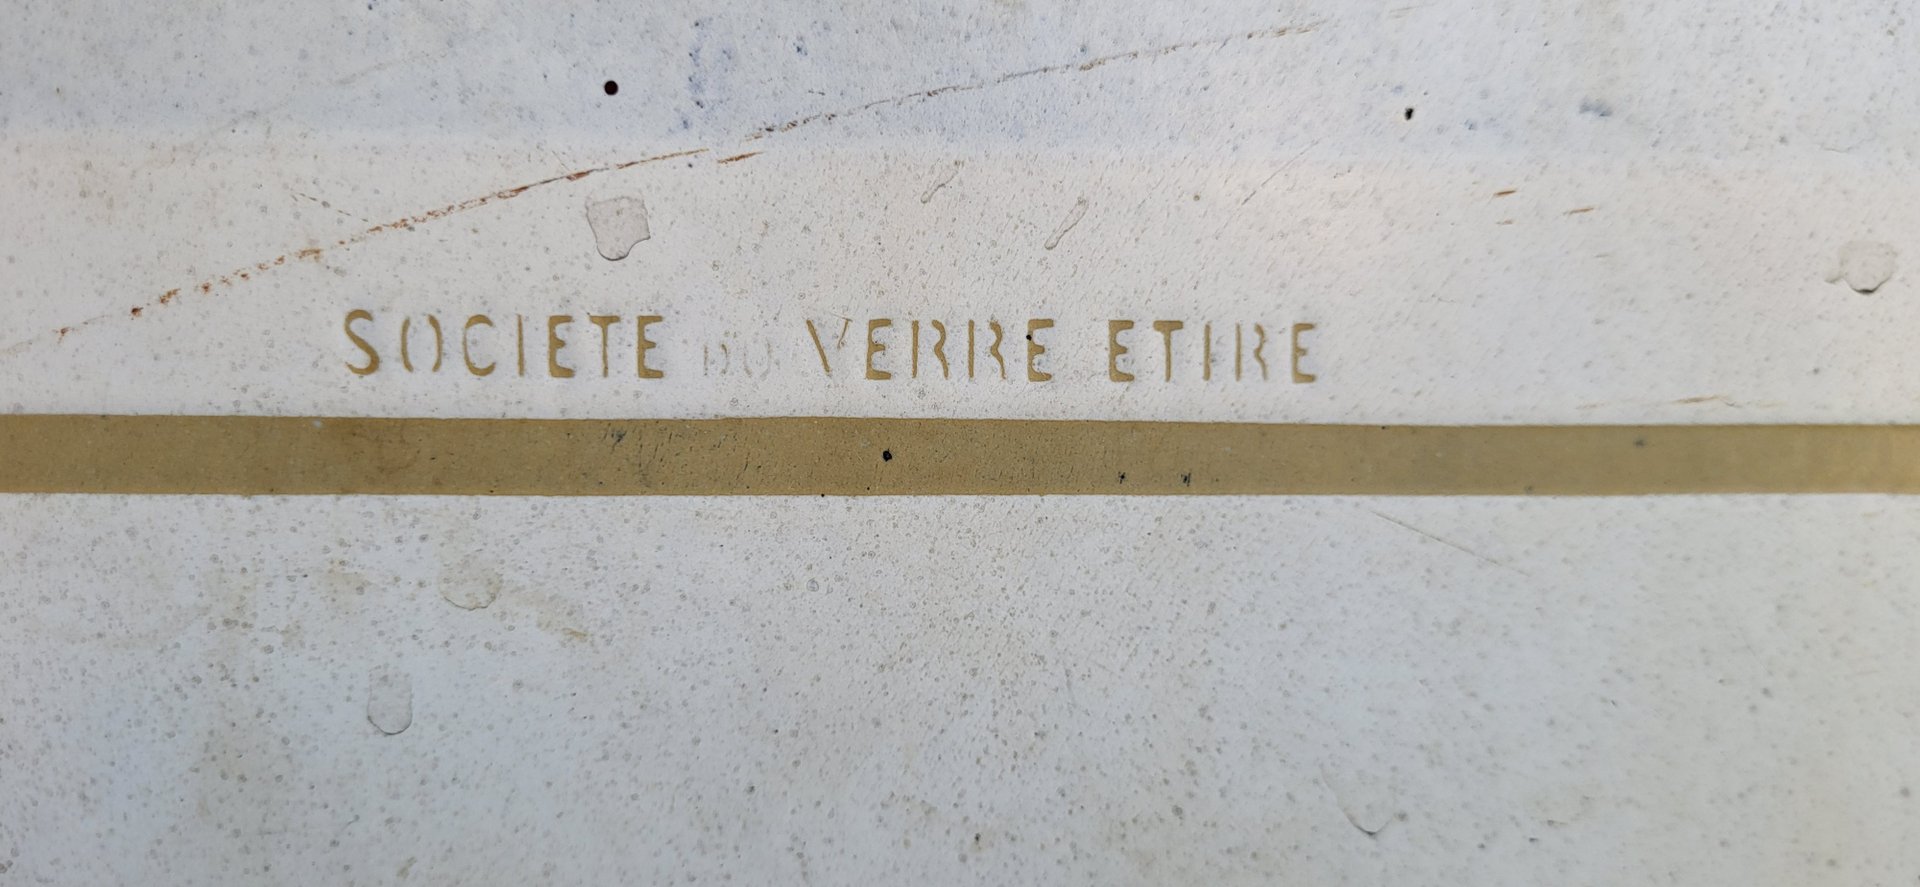 SOCIETE DU VERRE ETIRE